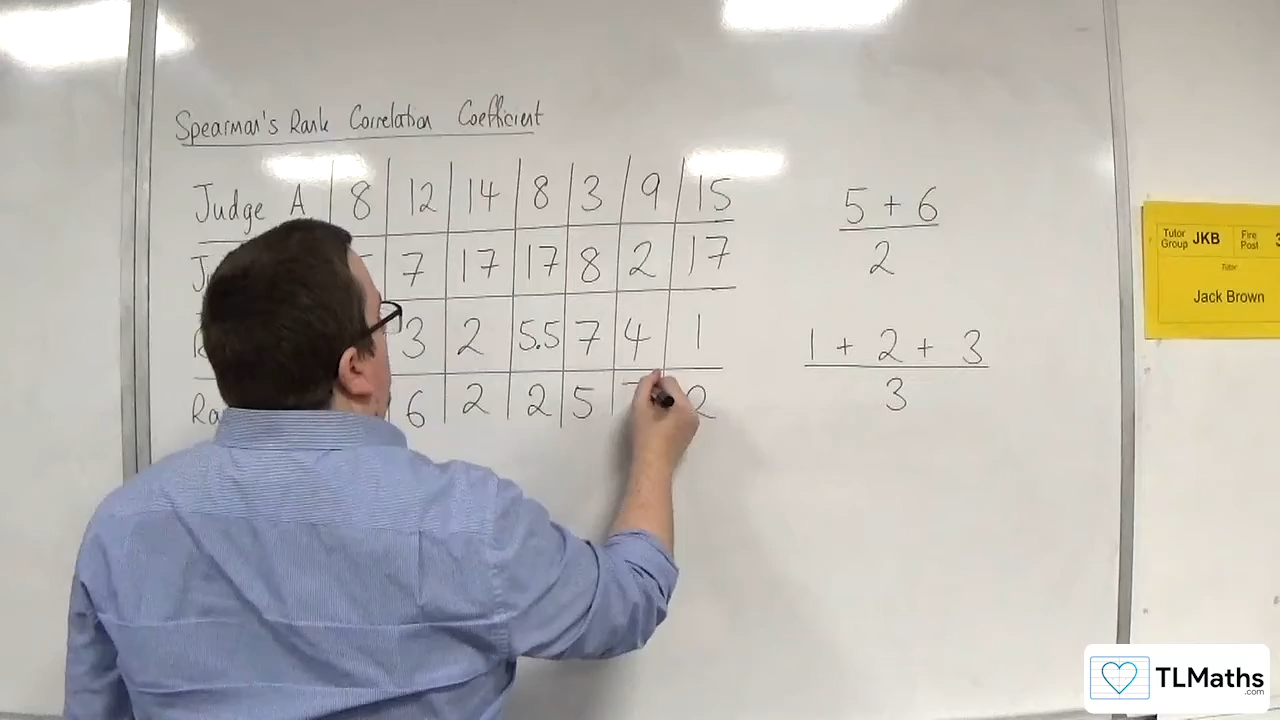 Spearman's Rank Correlation Coefficient
Judge A 8 12 14 8 3 9 15
7 17 17 8 2 17
3 2 5.5 7 4 1
6 2 2 5 2
5 + 6
2
1 + 2 + 3
3
Tutor Group JKB
Fire Post
Tutor
Jack Brown
TLMaths
.com